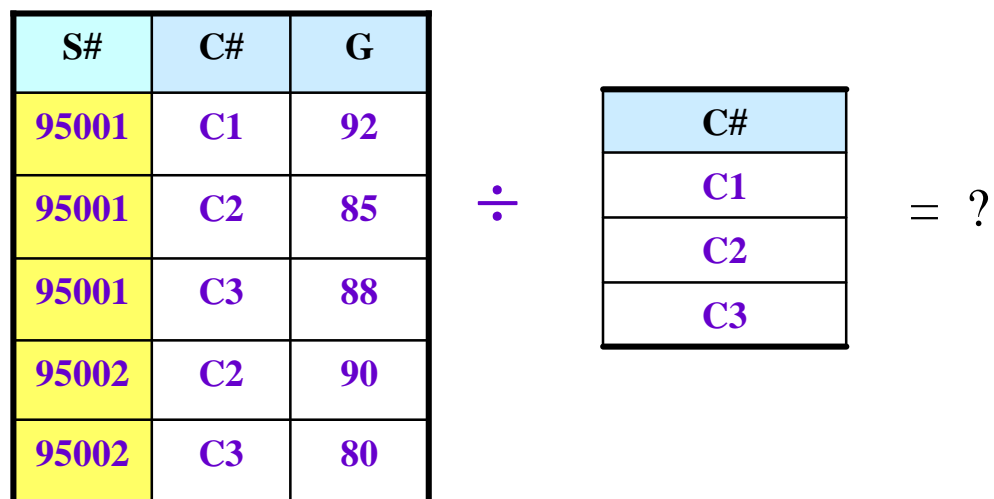 S# C# G
95001 C1 92
95001 C2 85
95001 C3 88
95002 C2 90
95002 C3 80
÷
C#
C1
C2
C3
= ?